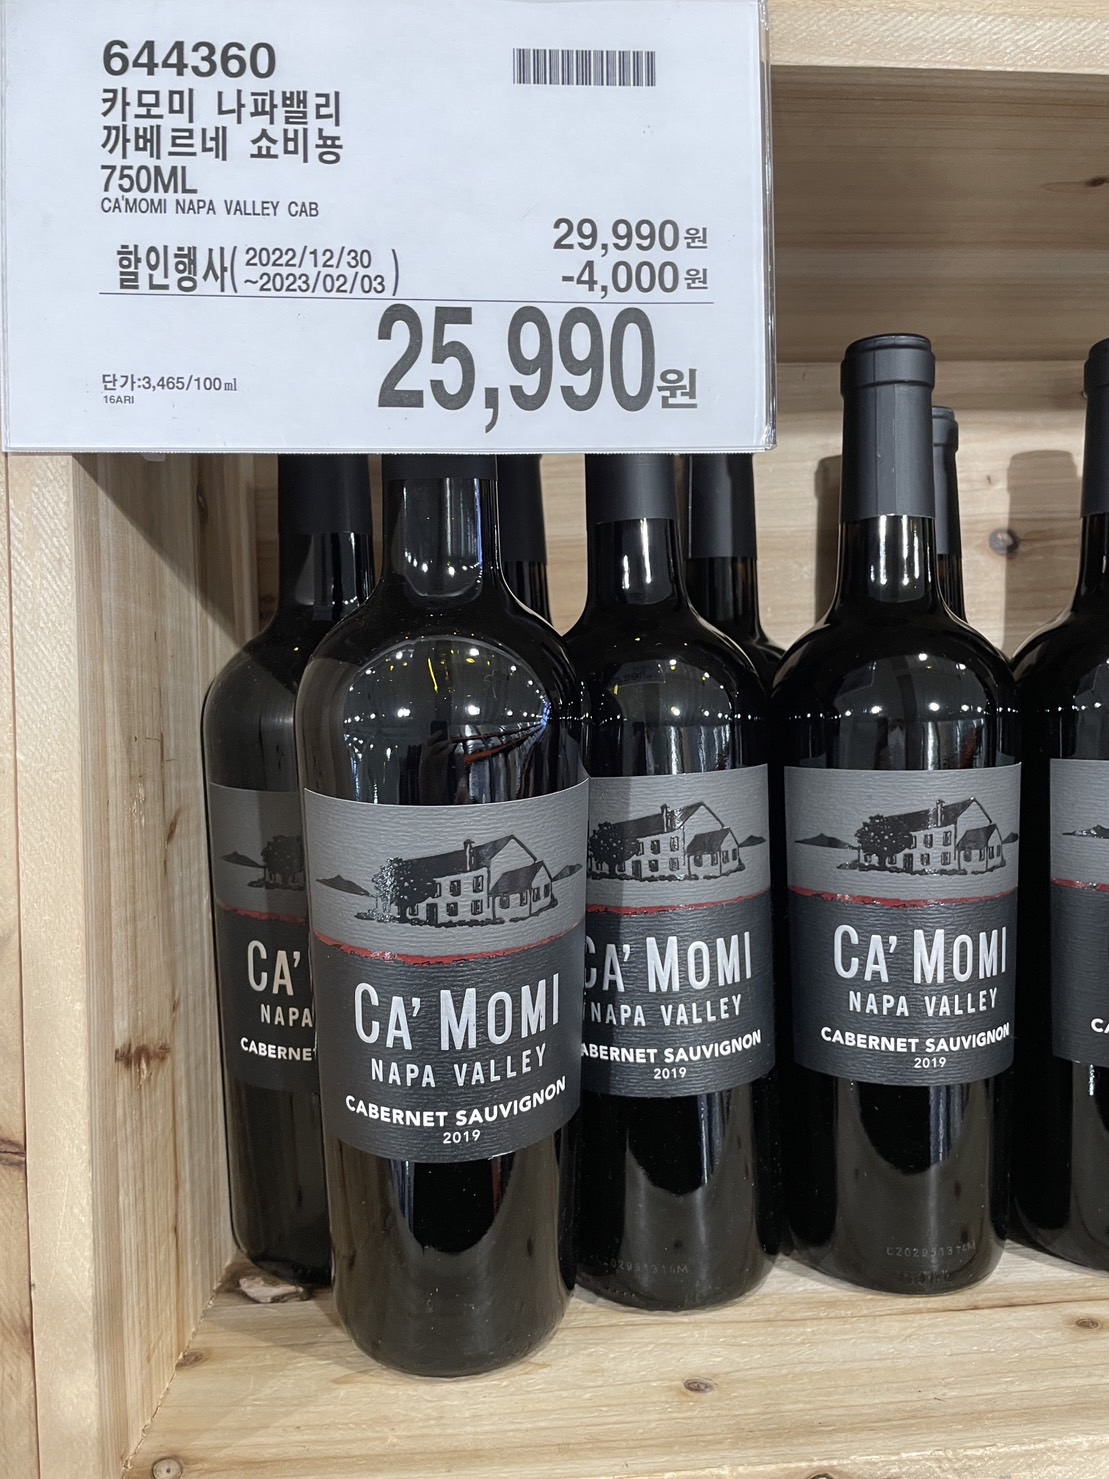 644360
카모미 나파밸리
까베르네 쇼비뇽
750ML
CA'MOMI NAPA VALLEY CAB
29,990원
할인행사(2022/12/30
~2023/02/03)
-4,000원
25,990원
단가:3,465/100㎖
16ARI
CA'
NAPA
CABERNE
CA' MOMI
NAPA VALLEY
CABERNET SAUVIGNON
2019
CA' MOMI
NAPA VALLEY
ABERNET SAUVIGNON
2019
CA' MOMI
NAPA VALLEY
CABERNET SAUVIGNON
2019
C
CA